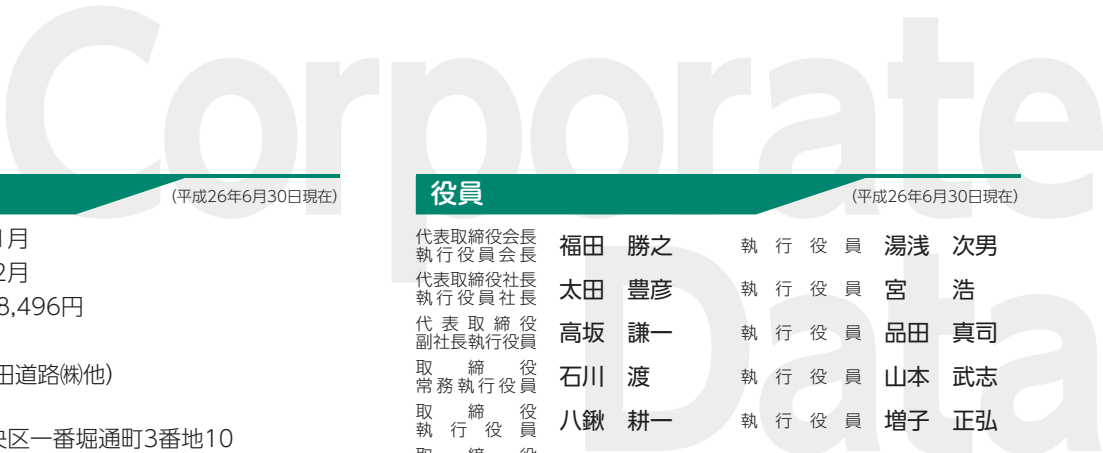 Corporate
Data
(平成26年6月30日現在)
月
2月
8,496円
田道路㈱他)
区一番堀通町3番地10
役員
(平成26年6月30日現在)
代表取締役会長
執行役員会長
福田 勝之
代表取締役社長
執行役員社長
太田 豊彦
代表取締役
副社長執行役員
高坂 謙一
取締役
常務執行役員
石川 渡
取締役
執行役員
八鍬 耕一
取締役
執行役員 湯浅 次男
執行役員 宮 浩
執行役員 品田 真司
執行役員 山本 武志
執行役員 増子 正弘